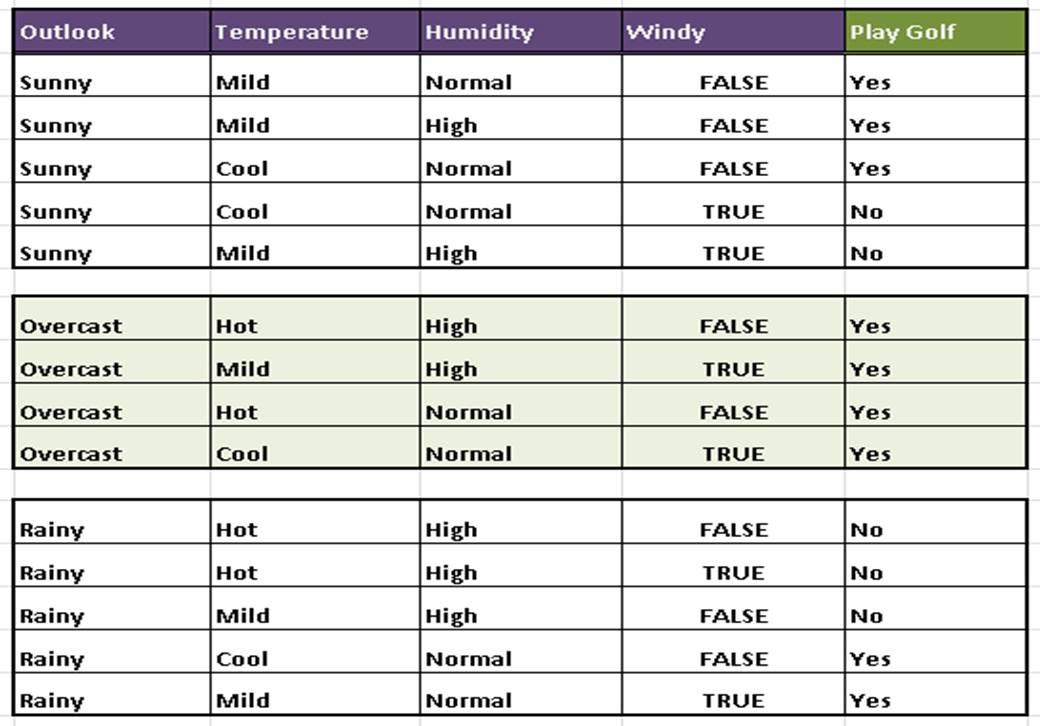 Outlook Temperature Humidity Windy Play Golf
Sunny Mild Normal FALSE Yes
Sunny Mild High FALSE Yes
Sunny Cool Normal FALSE Yes
Sunny Cool Normal TRUE No
Sunny Mild High TRUE No
Overcast Hot High FALSE Yes
Overcast Mild High TRUE Yes
Overcast Hot Normal FALSE Yes
Overcast Cool Normal TRUE Yes
Rainy Hot High FALSE No
Rainy Hot High TRUE No
Rainy Mild High FALSE No
Rainy Cool Normal FALSE Yes
Rainy Mild Normal TRUE Yes